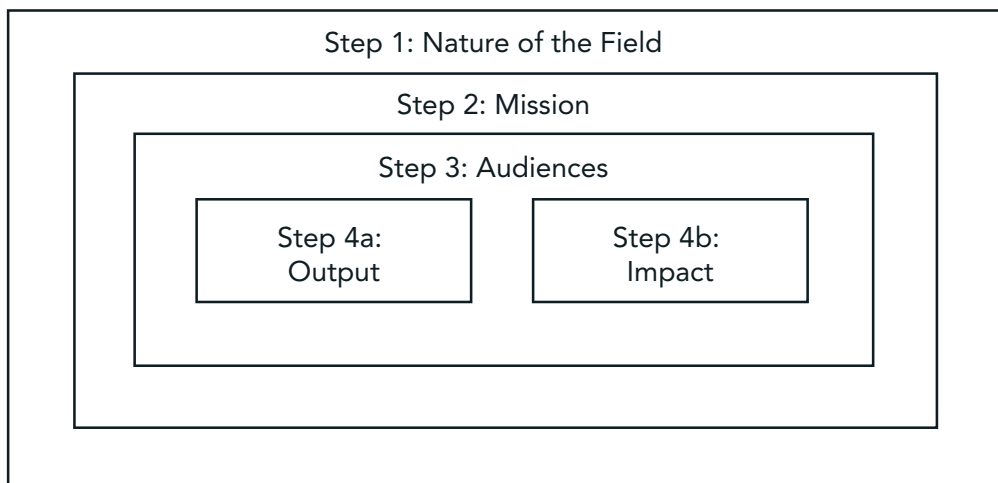 Step 1: Nature of the Field
Step 2: Mission
Step 3: Audiences
Step 4a:
Output
Step 4b:
Impact